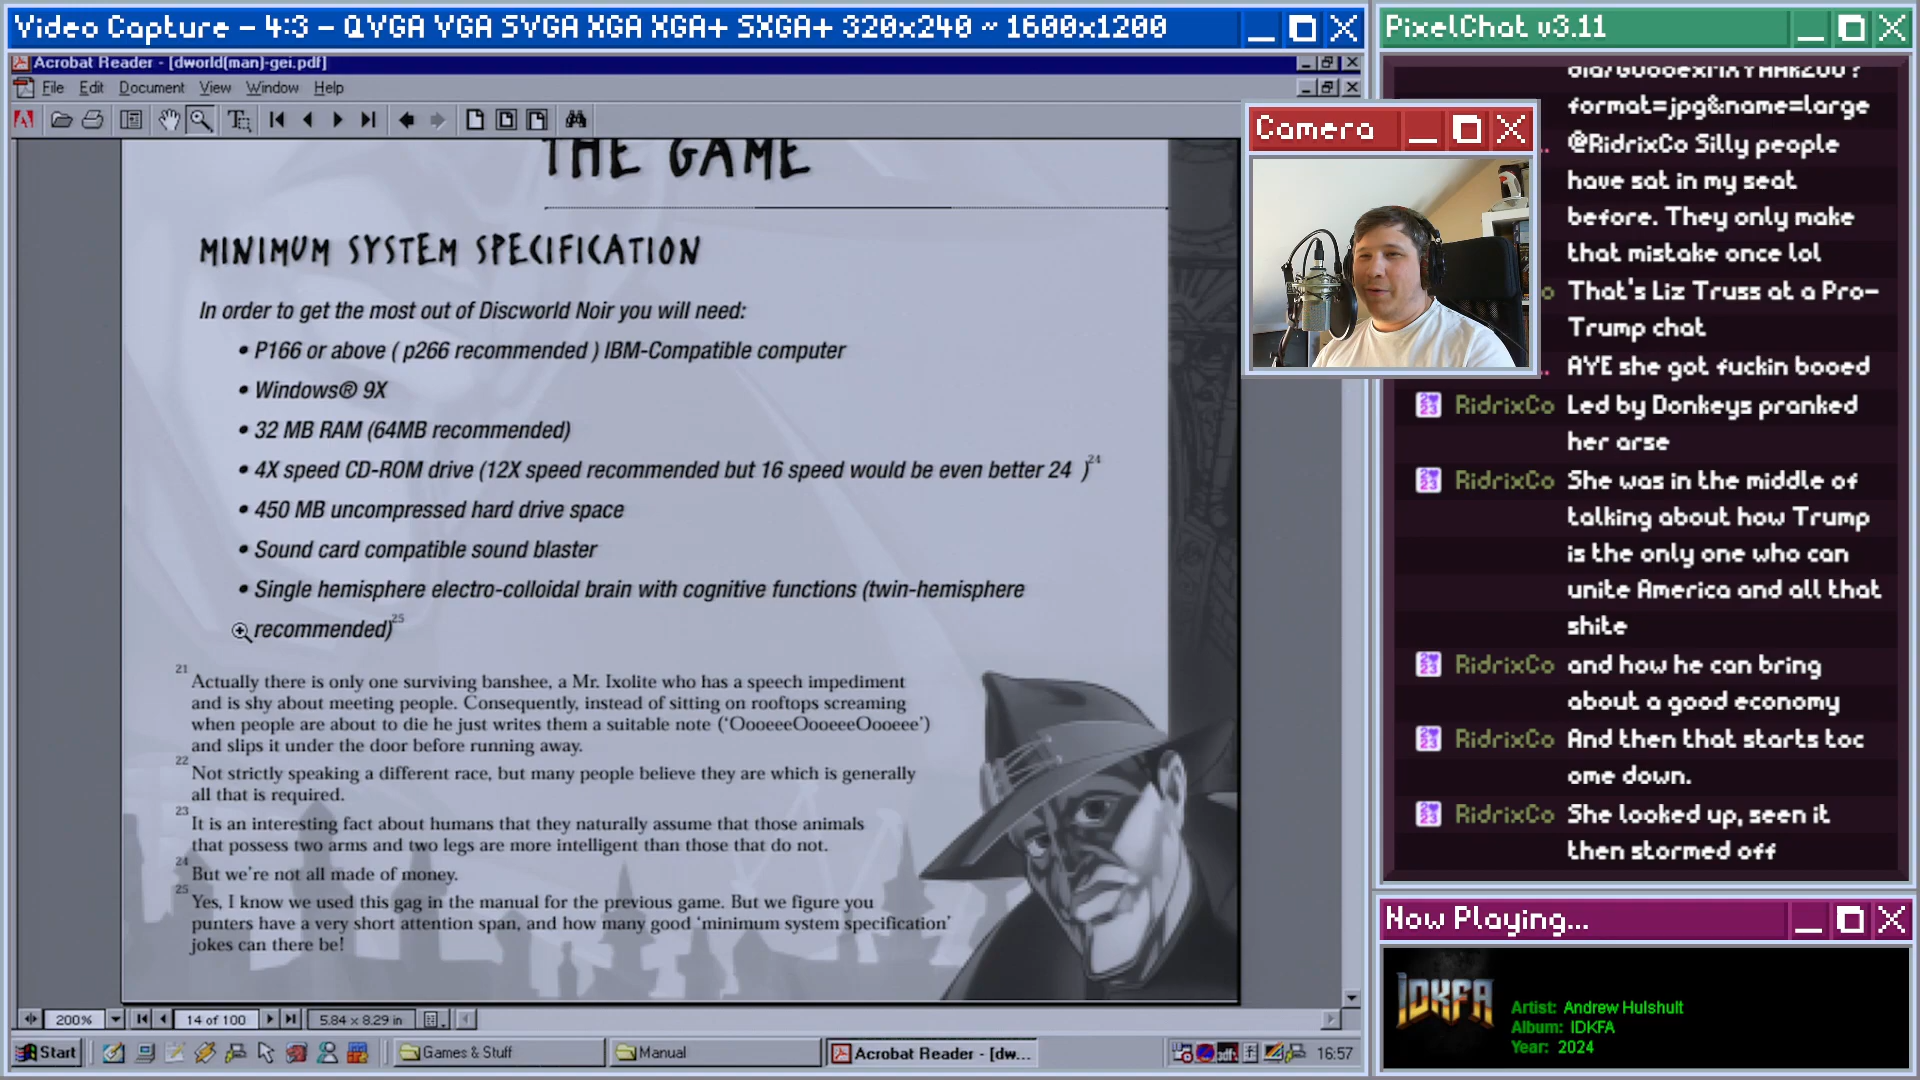 Video Capture - 4:3 - QVGA VGA SVGA XGA XGA+ SXGA+ 320x240 ~ 1600x1200
Acrobat Reader - [dworld(man)-gei.pdf]
File Edit Document View Window Help
THE GAME
MINIMUM SYSTEM SPECIFICATION
In order to get the most out of Discworld Noir you will need:
• P166 or above ( p266 recommended ) IBM-Compatible computer
• Windows® 9X
• 32 MB RAM (64MB recommended)
• 4X speed CD-ROM drive (12X speed recommended but 16 speed would be even better 24 )24
• 450 MB uncompressed hard drive space
• Sound card compatible sound blaster
• Single hemisphere electro-colloidal brain with cognitive functions (twin-hemisphere
recommended)25
21 Actually there is only one surviving banshee, a Mr. Ixolite who has a speech impediment
and is shy about meeting people. Consequently, instead of sitting on rooftops screaming
when people are about to die he just writes them a suitable note (‘OooeeeOooeeeOooeee’)
and slips it under the door before running away.
22 Not strictly speaking a different race, but many people believe they are which is generally
all that is required.
23 It is an interesting fact about humans that they naturally assume that those animals
that possess two arms and two legs are more intelligent than those that do not.
24 But we’re not all made of money.
25 Yes, I know we used this gag in the manual for the previous game. But we figure you
punters have a very short attention span, and how many good ‘minimum system specification’
jokes can there be!
200% 14 of 100 5.84 x 8.29 in
Start Games & Stuff Manual Acrobat Reader - [dw... 16:57
Camera
PixelChat v3.11
format=jpg&name=large
@RidrixCo Silly people
have sat in my seat
before. They only make
that mistake once lol
That's Liz Truss at a Pro-
Trump chat
AYE she got fuckin booed
RidrixCo Led by Donkeys pranked
her arse
RidrixCo She was in the middle of
talking about how Trump
is the only one who can
unite America and all that
shite
RidrixCo and how he can bring
about a good economy
RidrixCo And then that starts toc
ome down.
RidrixCo She looked up, seen it
then stormed off
Now Playing...
IDKFA
Artist: Andrew Hulshult
Album: IDKFA
Year: 2024